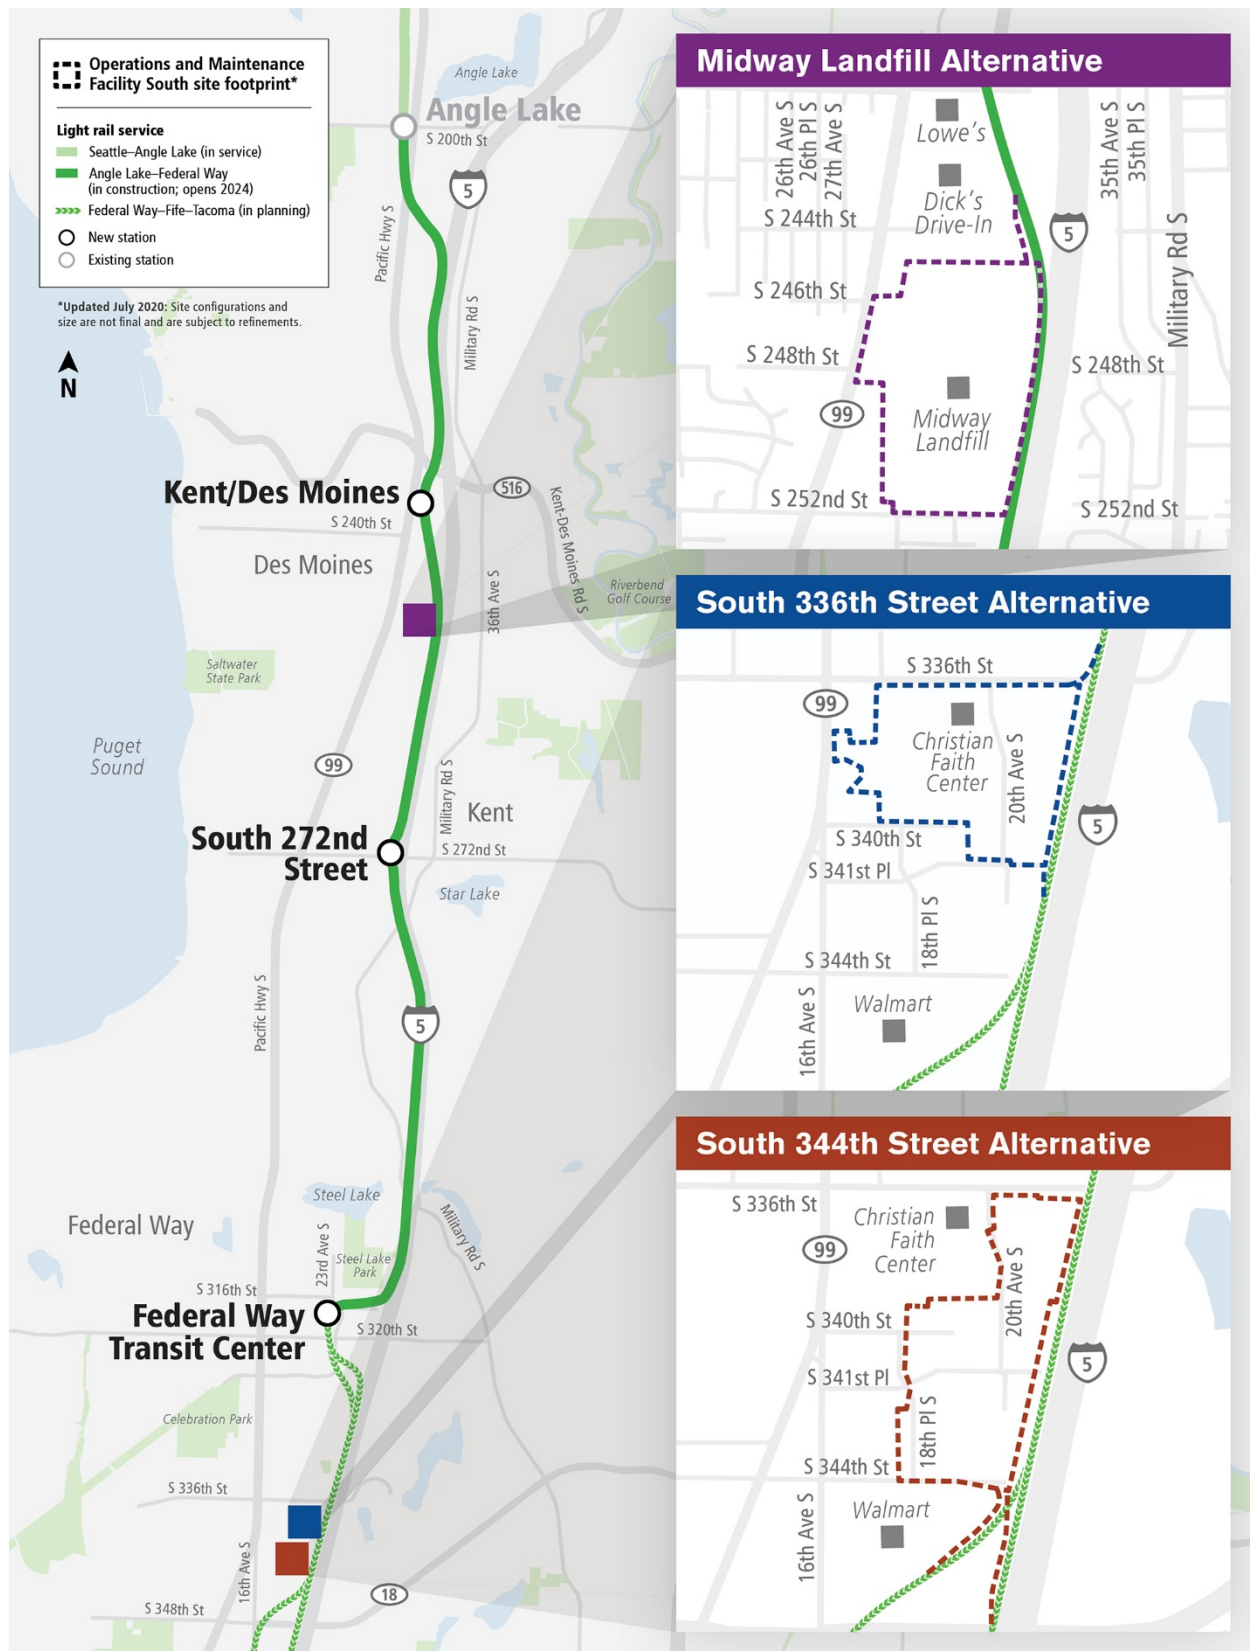 Operations and Maintenance
Facility South site footprint*
Light rail service
Seattle–Angle Lake (in service)
Angle Lake–Federal Way
(in construction; opens 2024)
Federal Way–Fife–Tacoma (in planning)
New station
Existing station
*Updated July 2020: Site configurations and
size are not final and are subject to refinements.
N
Angle Lake
Angle Lake
S 200th St
5
Pacific Hwy S
Military Rd S
Kent/Des Moines
516
S 240th St
Kent-Des Moines Rd S
Des Moines
36th Ave S
Riverbend
Golf Course
Saltwater
State Park
Puget
Sound
99
Military Rd S
Kent
South 272nd
Street
S 272nd St
Star Lake
Pacific Hwy S
5
Steel Lake
Federal Way
23rd Ave S
Steel Lake
Park
Military Rd S
S 316th St
Federal Way
Transit Center
S 320th St
Celebration Park
S 336th St
16th Ave S
18
S 348th St
Midway Landfill Alternative
26th Ave S
26th Pl S
27th Ave S
Lowe's
35th Ave S
35th Pl S
Dick's
Drive-In
S 244th St
5
Military Rd S
S 246th St
S 248th St
S 248th St
99
Midway
Landfill
S 252nd St
S 252nd St
South 336th Street Alternative
S 336th St
99
Christian
Faith
Center
20th Ave S
5
S 340th St
S 341st Pl
18th Pl S
S 344th St
16th Ave S
Walmart
South 344th Street Alternative
S 336th St
Christian
Faith
Center
99
20th Ave S
S 340th St
5
S 341st Pl
18th Pl S
S 344th St
16th Ave S
Walmart